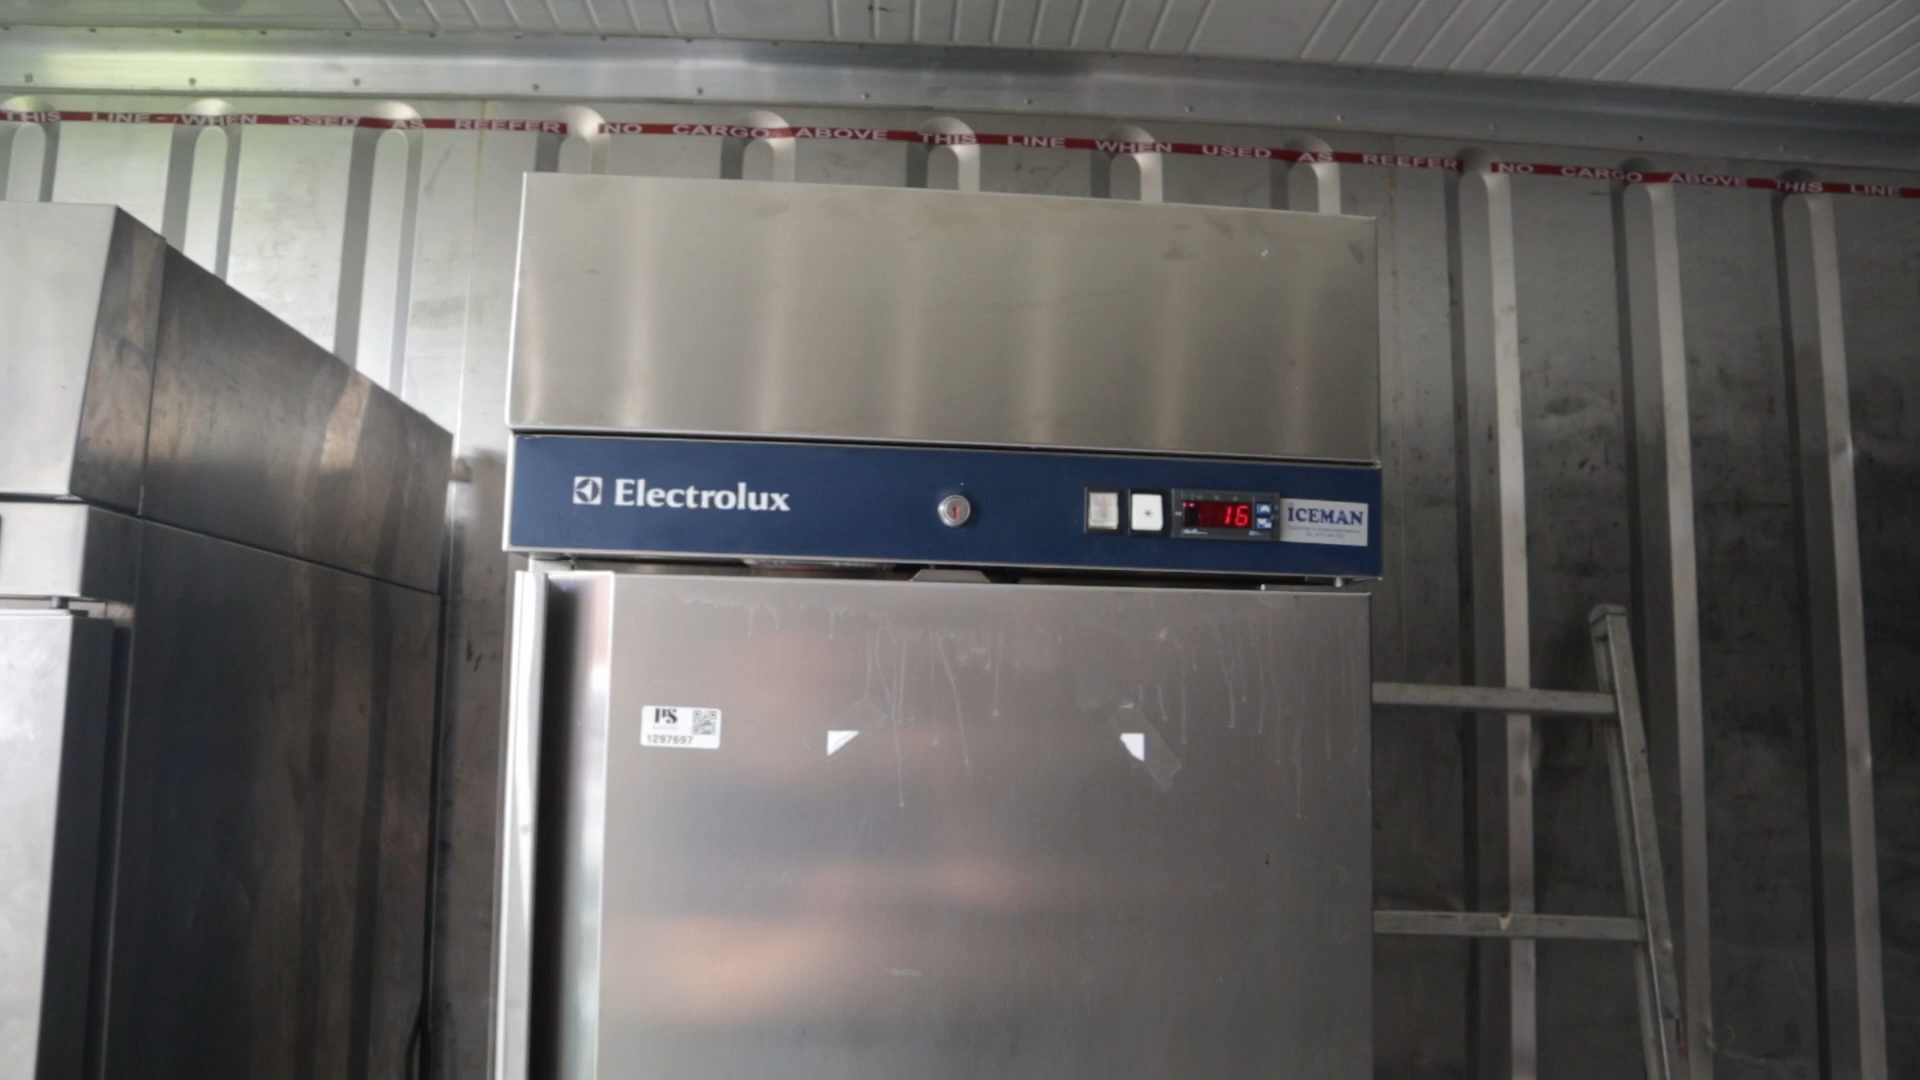 THIS LINE - WHEN USED AS REEFER NO CARGO ABOVE THIS LINE WHEN USED AS REEFER NO CARGO ABOVE THIS LINE
Electrolux
16
ICEMAN
PS
1297697